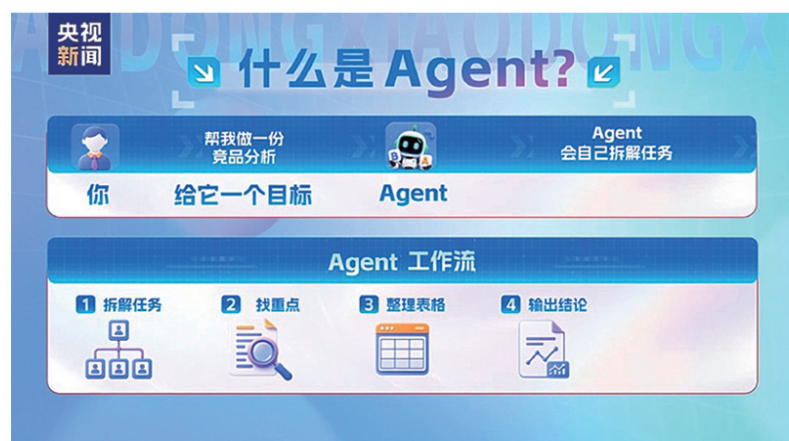 央视
新闻
什么是Agent?
帮我做一份
竞品分析
Agent
会自己拆解任务
你
给它一个目标
Agent
Agent 工作流
1 拆解任务
2 找重点
3 整理表格
4 输出结论